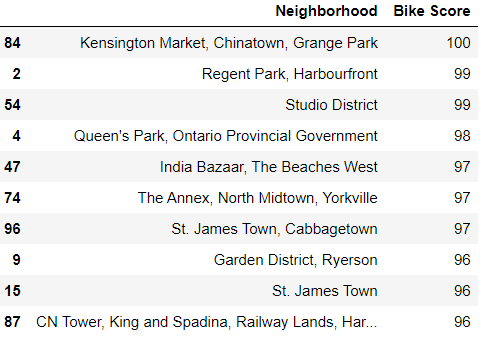 Neighborhood Bike Score
84 Kensington Market, Chinatown, Grange Park 100
2 Regent Park, Harbourfront 99
54 Studio District 99
4 Queen's Park, Ontario Provincial Government 98
47 India Bazaar, The Beaches West 97
74 The Annex, North Midtown, Yorkville 97
96 St. James Town, Cabbagetown 97
9 Garden District, Ryerson 96
15 St. James Town 96
87 CN Tower, King and Spadina, Railway Lands, Har... 96